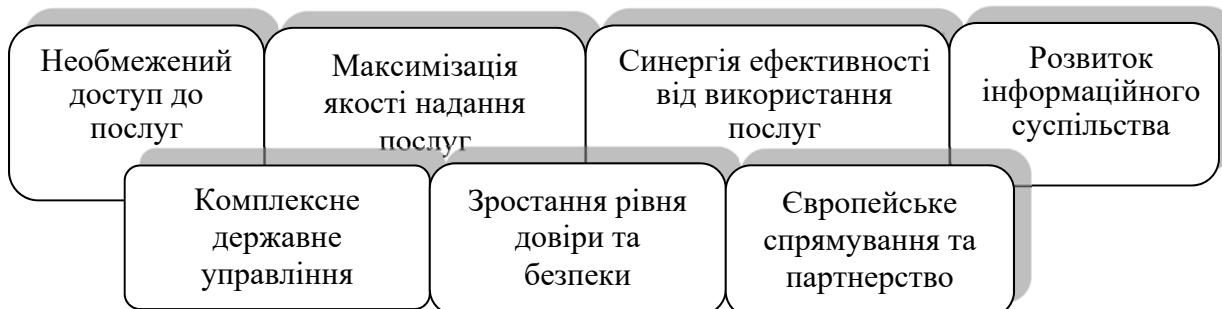 Необмежений
доступ до
послуг
Максимізація
якості надання
послуг
Синергія ефективності
від використання
послуг
Розвиток
інформаційного
суспільства
Комплексне
державне
управління
Зростання рівня
довіри та
безпеки
Європейське
спрямування та
партнерство